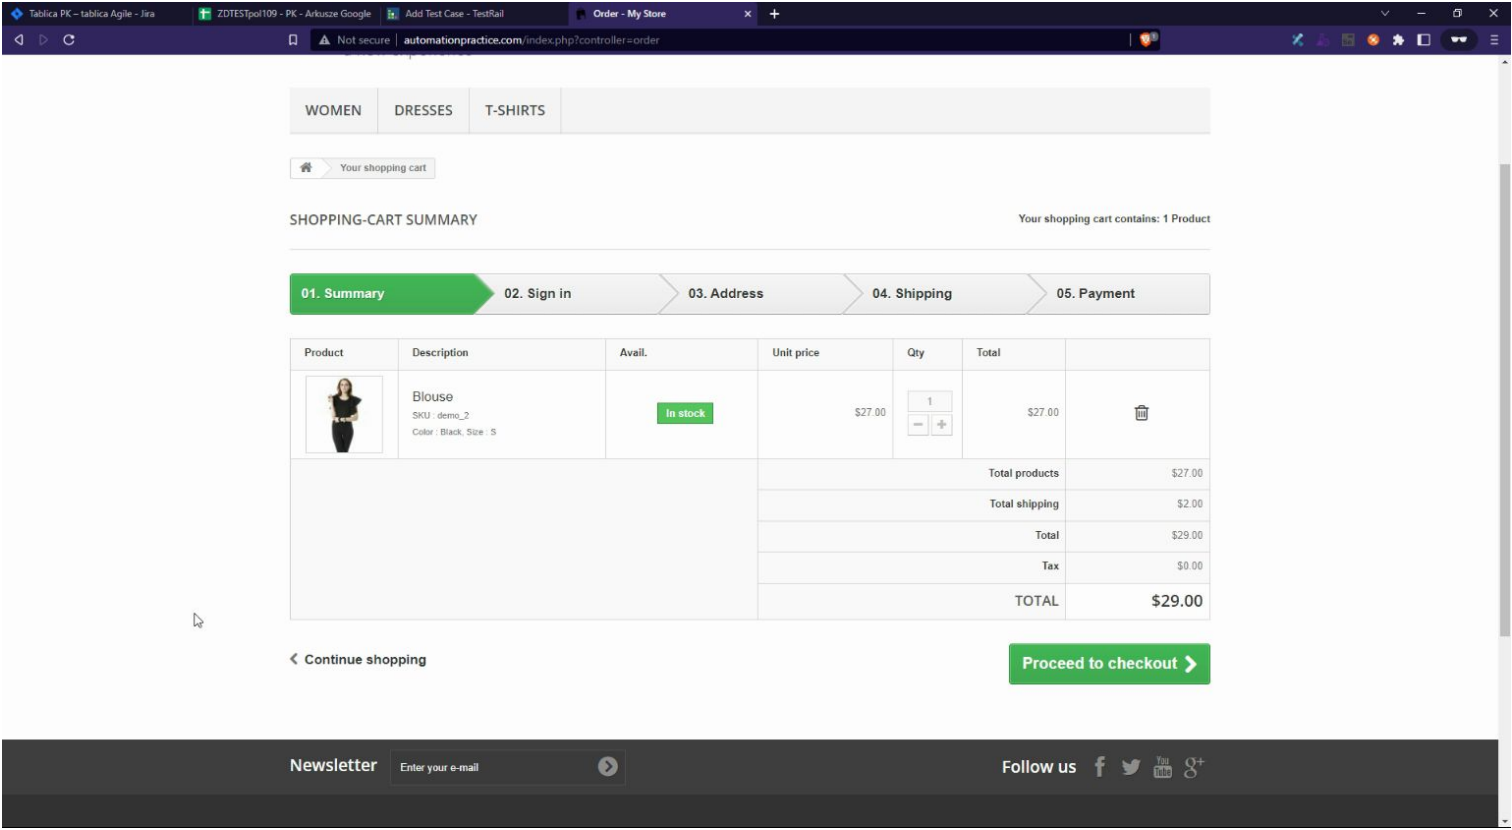 Tablica PK – tablica Agile - Jira
ZDTESTpol109 - PK - Arkusze Google
Add Test Case - TestRail
Order - My Store
Not secure | automationpractice.com/index.php?controller=order
WOMEN DRESSES T-SHIRTS
Your shopping cart
SHOPPING-CART SUMMARY
Your shopping cart contains: 1 Product
01. Summary 02. Sign in 03. Address 04. Shipping 05. Payment
Product Description Avail. Unit price Qty Total
Blouse
SKU : demo_2
Color : Black, Size : S
In stock
$27.00
1
$27.00
Total products $27.00
Total shipping $2.00
Total $29.00
Tax $0.00
TOTAL $29.00
Continue shopping
Proceed to checkout
Newsletter
Enter your e-mail
Follow us
You Tube
g+